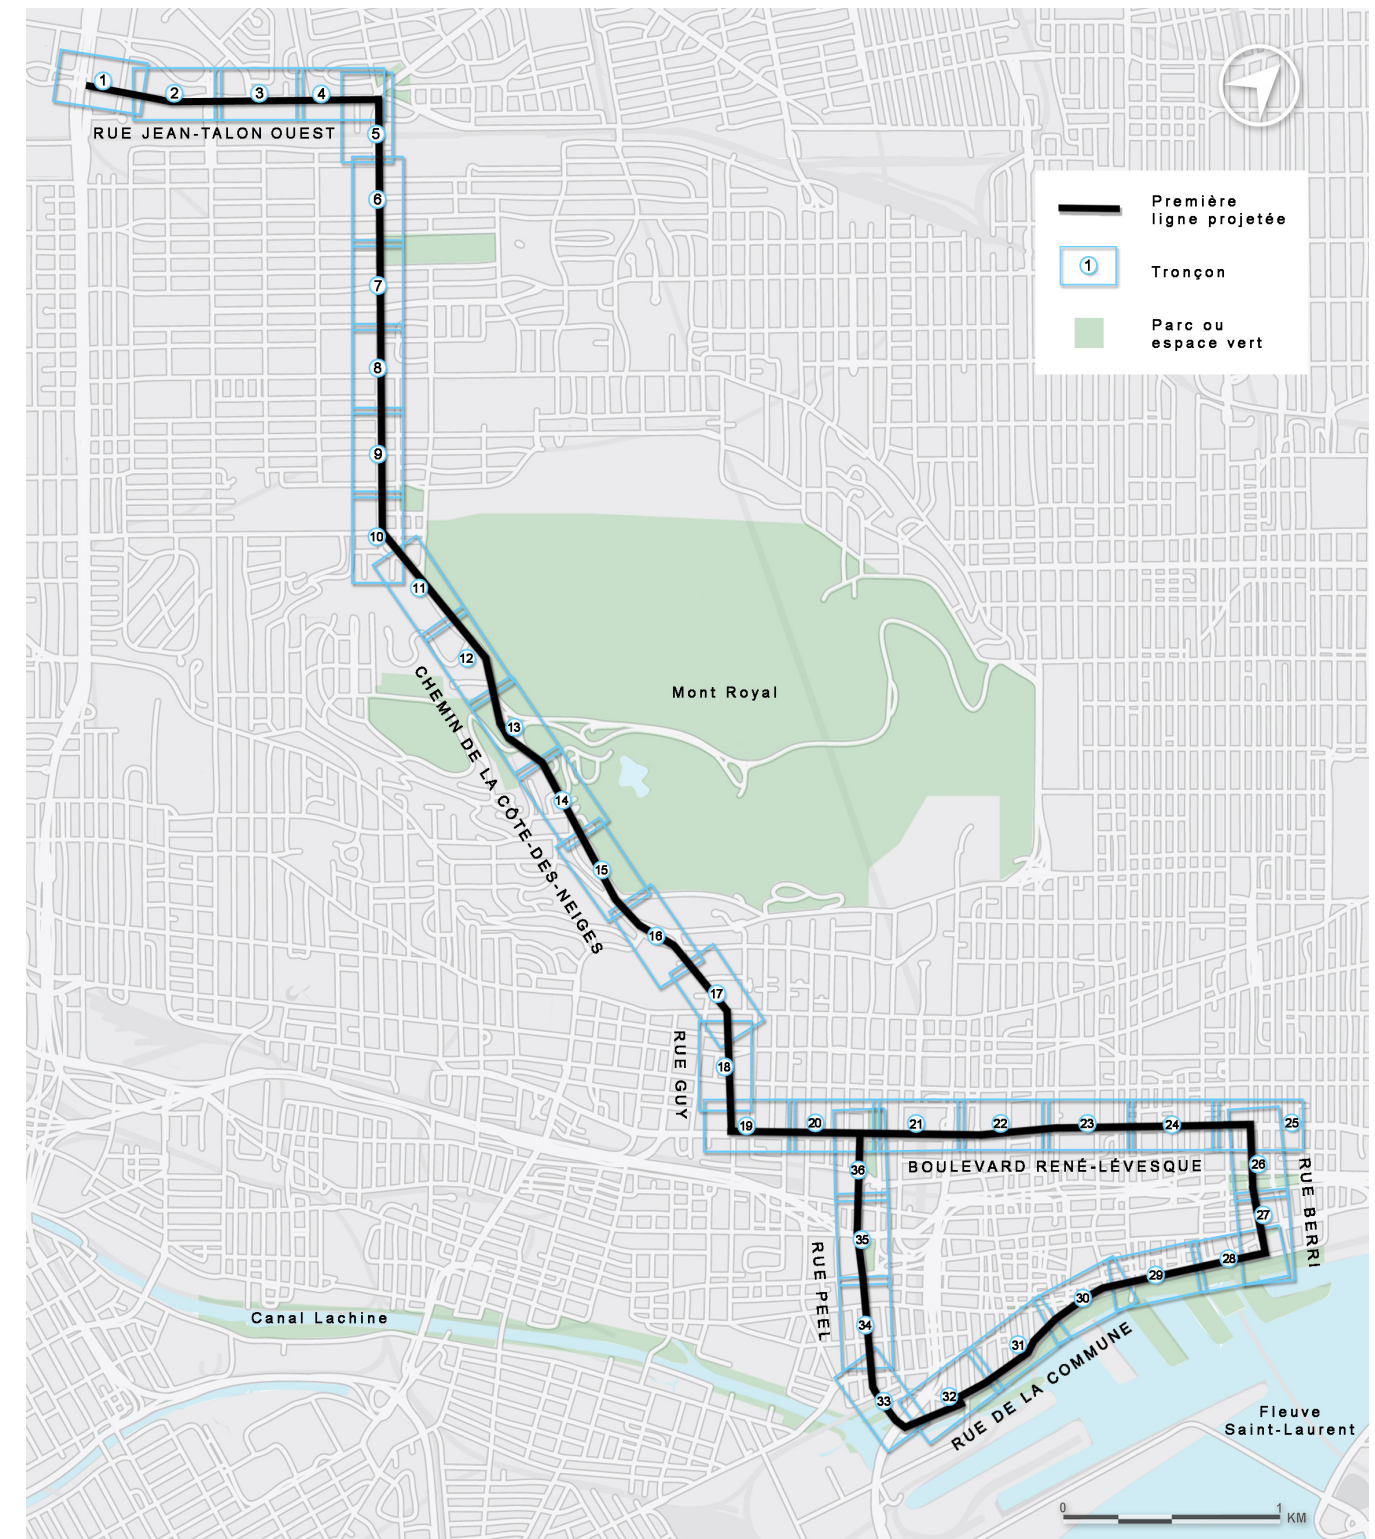 1
2
3
4
RUE JEAN-TALON OUEST
5
6
7
8
9
10
11
12
13
14
15
16
17
18
19
20
21
22
23
24
25
26
27
28
29
30
31
32
33
34
35
36
Première
ligne projetée
1
Tronçon
Parc ou
espace vert
Mont Royal
CHEMIN DE LA CÔTE-DES-NEIGES
RUE GUY
BOULEVARD RENÉ-LÉVESQUE
RUE BERRI
RUE PEEL
Canal Lachine
RUE DE LA COMMUNE
Fleuve
Saint-Laurent
0 1
KM